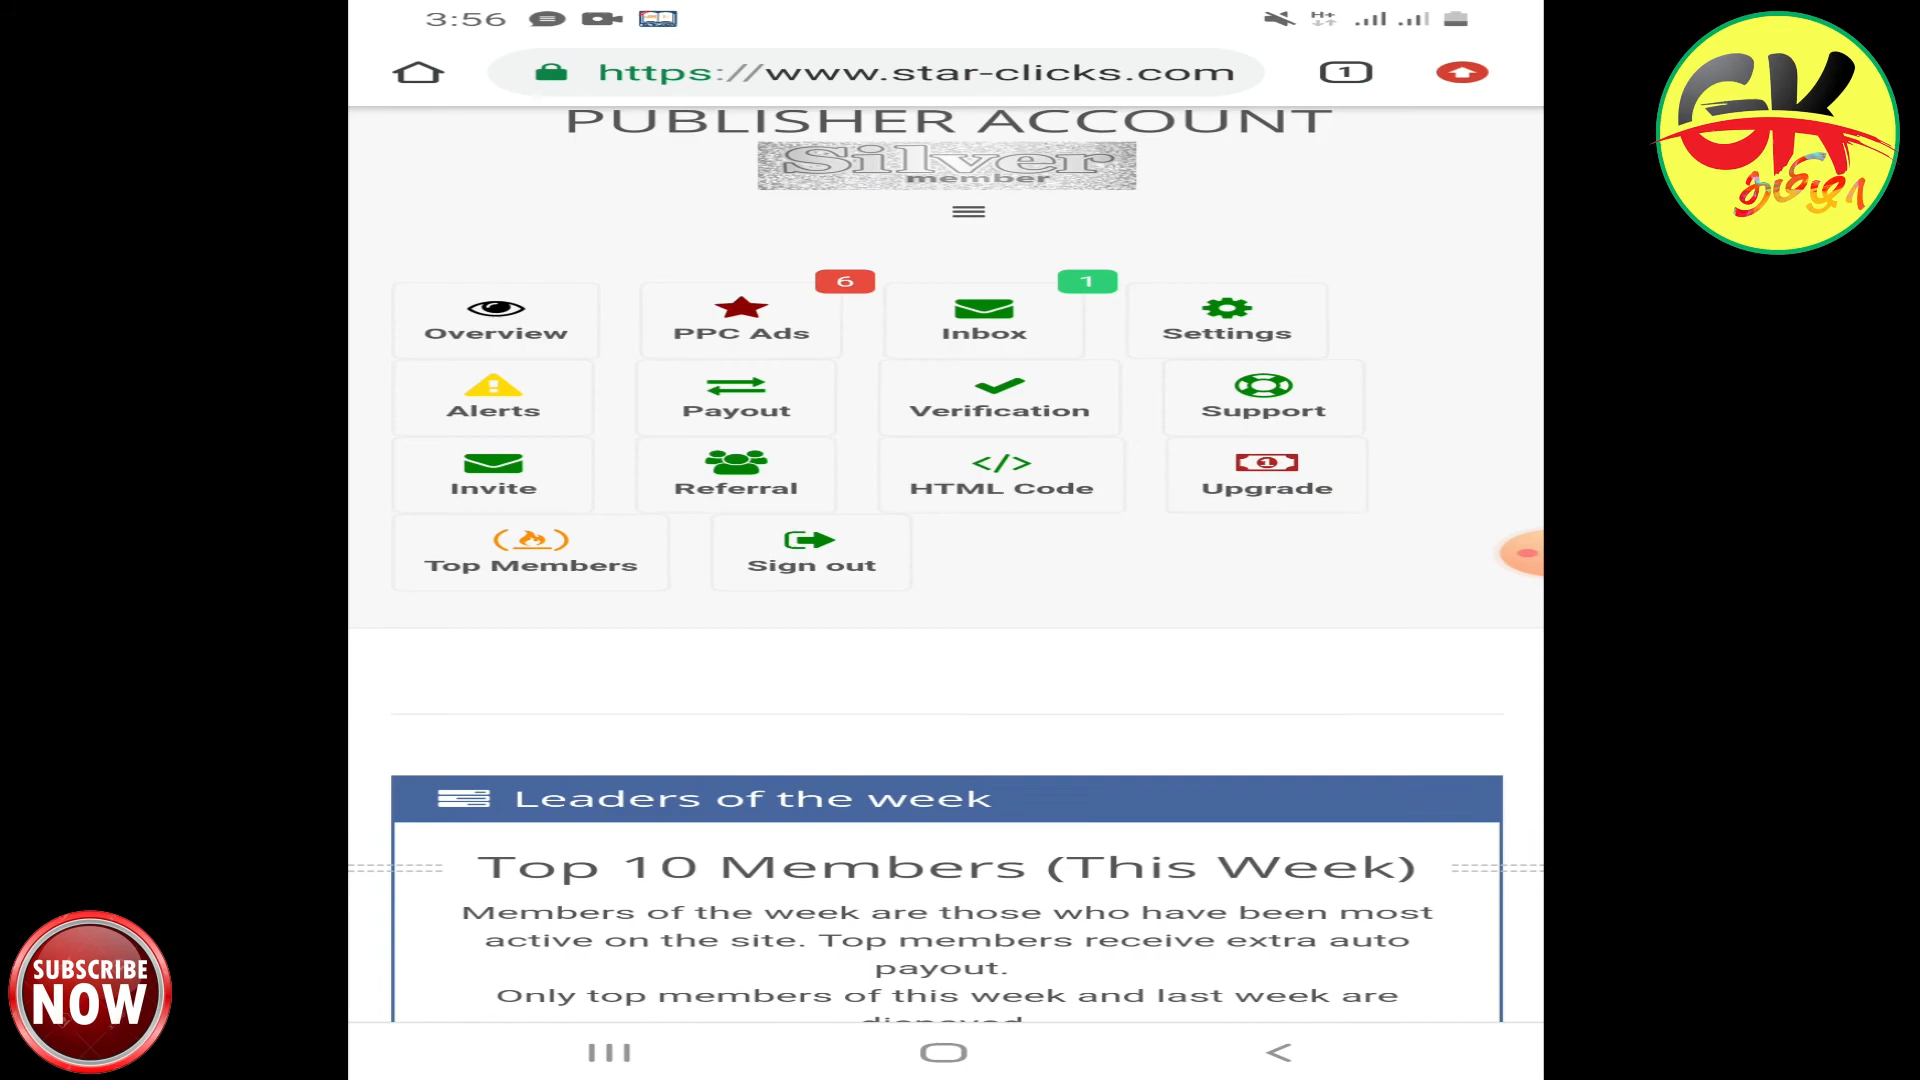 3:56
H+
https://www.star-clicks.com
1
PUBLISHER ACCOUNT
Silver
member
6
1
Overview
PPC Ads
Inbox
Settings
Alerts
Payout
Verification
Support
Invite
Referral
HTML Code
Upgrade
Top Members
Sign out
Leaders of the week
Top 10 Members (This Week)
Members of the week are those who have been most
active on the site. Top members receive extra auto
payout.
Only top members of this week and last week are
GK
தமிழா
SUBSCRIBE
NOW